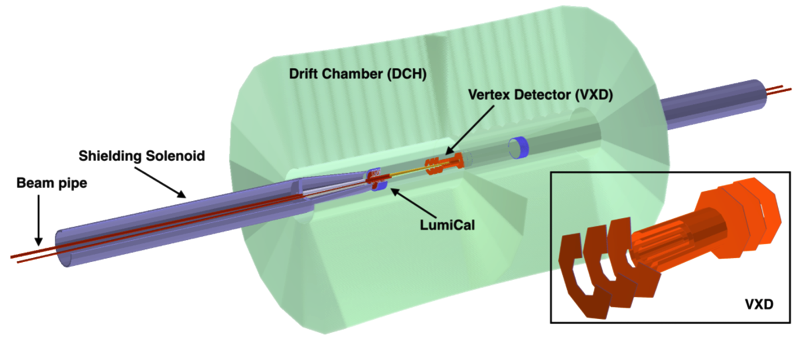 Drift Chamber (DCH)
Vertex Detector (VXD)
Shielding Solenoid
Beam pipe
LumiCal
VXD